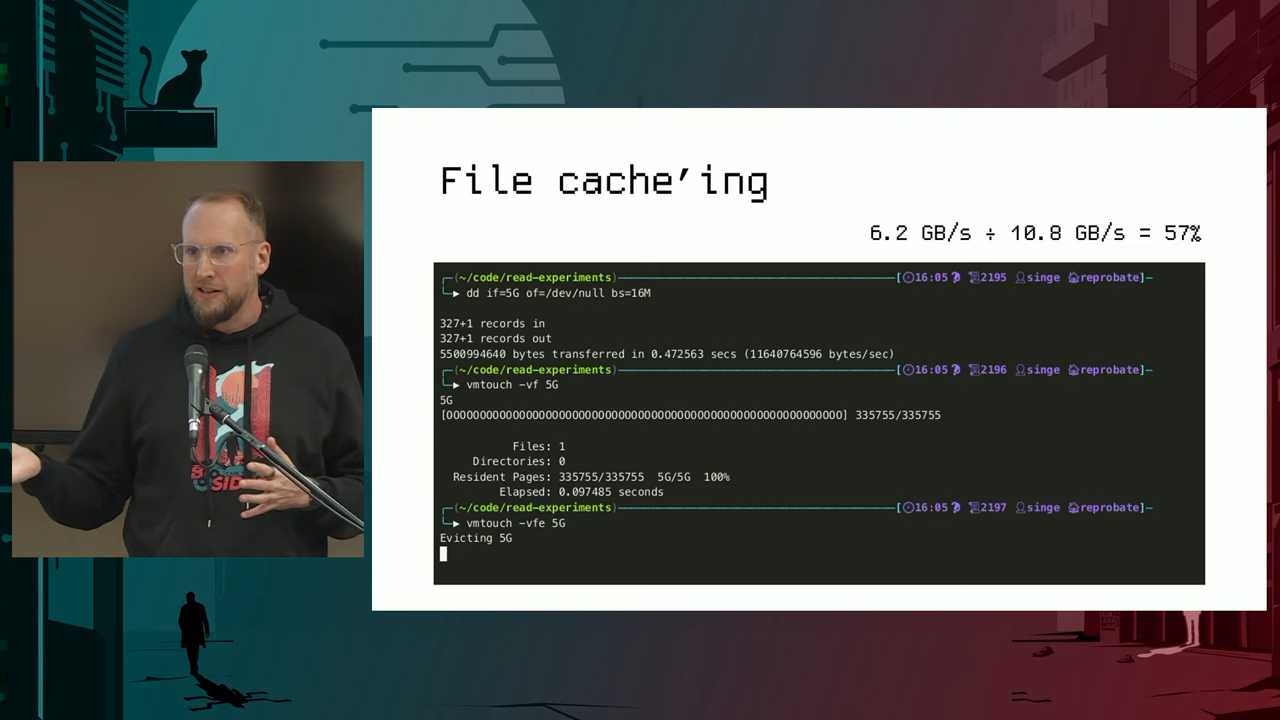 File cache'ing
6.2 GB/s ÷ 10.8 GB/s = 57%
(~/code/read-experiments) [16:05 2195 singe reprobate]
dd if=5G of=/dev/null bs=16M
327+1 records in
327+1 records out
5500994640 bytes transferred in 0.472563 secs (11640764596 bytes/sec)
(~/code/read-experiments) [16:05 2196 singe reprobate]
vmtouch -vf 5G
5G
[OOOOOOOOOOOOOOOOOOOOOOOOOOOOOOOOOOOOOOOOOOOOOOOOOOOOOOOOOOOO] 335755/335755
Files: 1
Directories: 0
Resident Pages: 335755/335755 5G/5G 100%
Elapsed: 0.097485 seconds
(~/code/read-experiments) [16:05 2197 singe reprobate]
vmtouch -vfe 5G
Evicting 5G